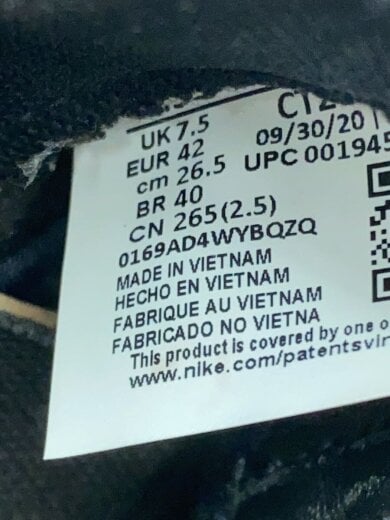 UK 7.5
EUR 42
cm 26.5
BR 40
CN 265(2.5)
09/30/20
UPC 001945
0169AD4WYBQZQ
MADE IN VIETNAM
HECHO EN VIETNAM
FABRIQUE AU VIETNAM
FABRICADO NO VIETNA
This product is covered by one o
www.nike.com/patentsvir